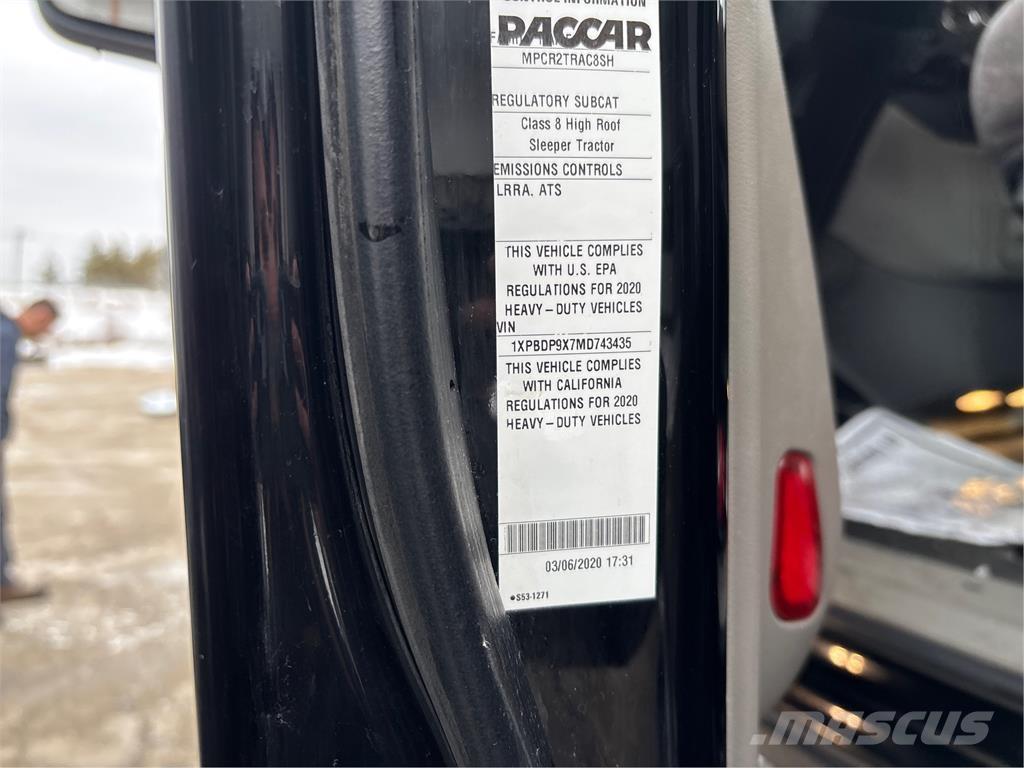 CONTROL INFORMATION
PACCAR
MPCR2TRAC8SH
REGULATORY SUBCAT
Class 8 High Roof
Sleeper Tractor
EMISSIONS CONTROLS
LRRA, ATS
THIS VEHICLE COMPLIES
WITH U.S. EPA
REGULATIONS FOR 2020
HEAVY-DUTY VEHICLES
VIN
1XPBDP9X7MD743435
THIS VEHICLE COMPLIES
WITH CALIFORNIA
REGULATIONS FOR 2020
HEAVY-DUTY VEHICLES
03/06/2020 17:31
●S53-1271
MASCUS